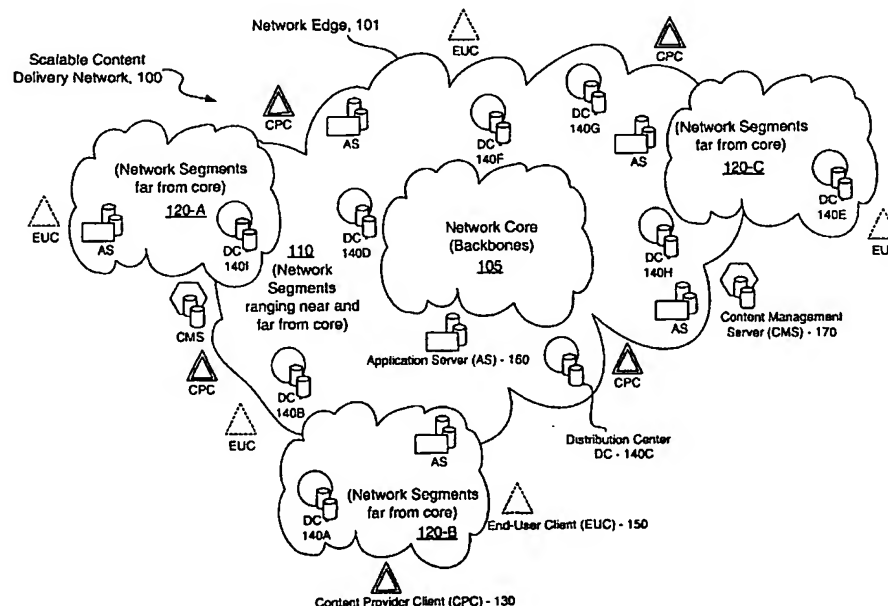 Network Edge, 101
EUC
CPC
Scalable Content
Delivery Network, 100
CPC
AS
DC
140F
DC
140G
AS
(Network Segments
far from core)
120-C
DC
140E
(Network Segments
far from core)
120-A
EUC
AS
DC
140I
DC
140D
110
(Network
Segments
ranging near and
far from core)
Network Core
(Backbones)
105
DC
140H
EU
CMS
AS
Content Management
Server (CMS) - 170
Application Server (AS) - 160
CPC
CPC
DC
140B
EUC
Distribution Center
DC - 140C
AS
DC
140A
(Network Segments
far from core)
120-B
End-User Client (EUC) - 150
Content Provider Client (CPC) - 130